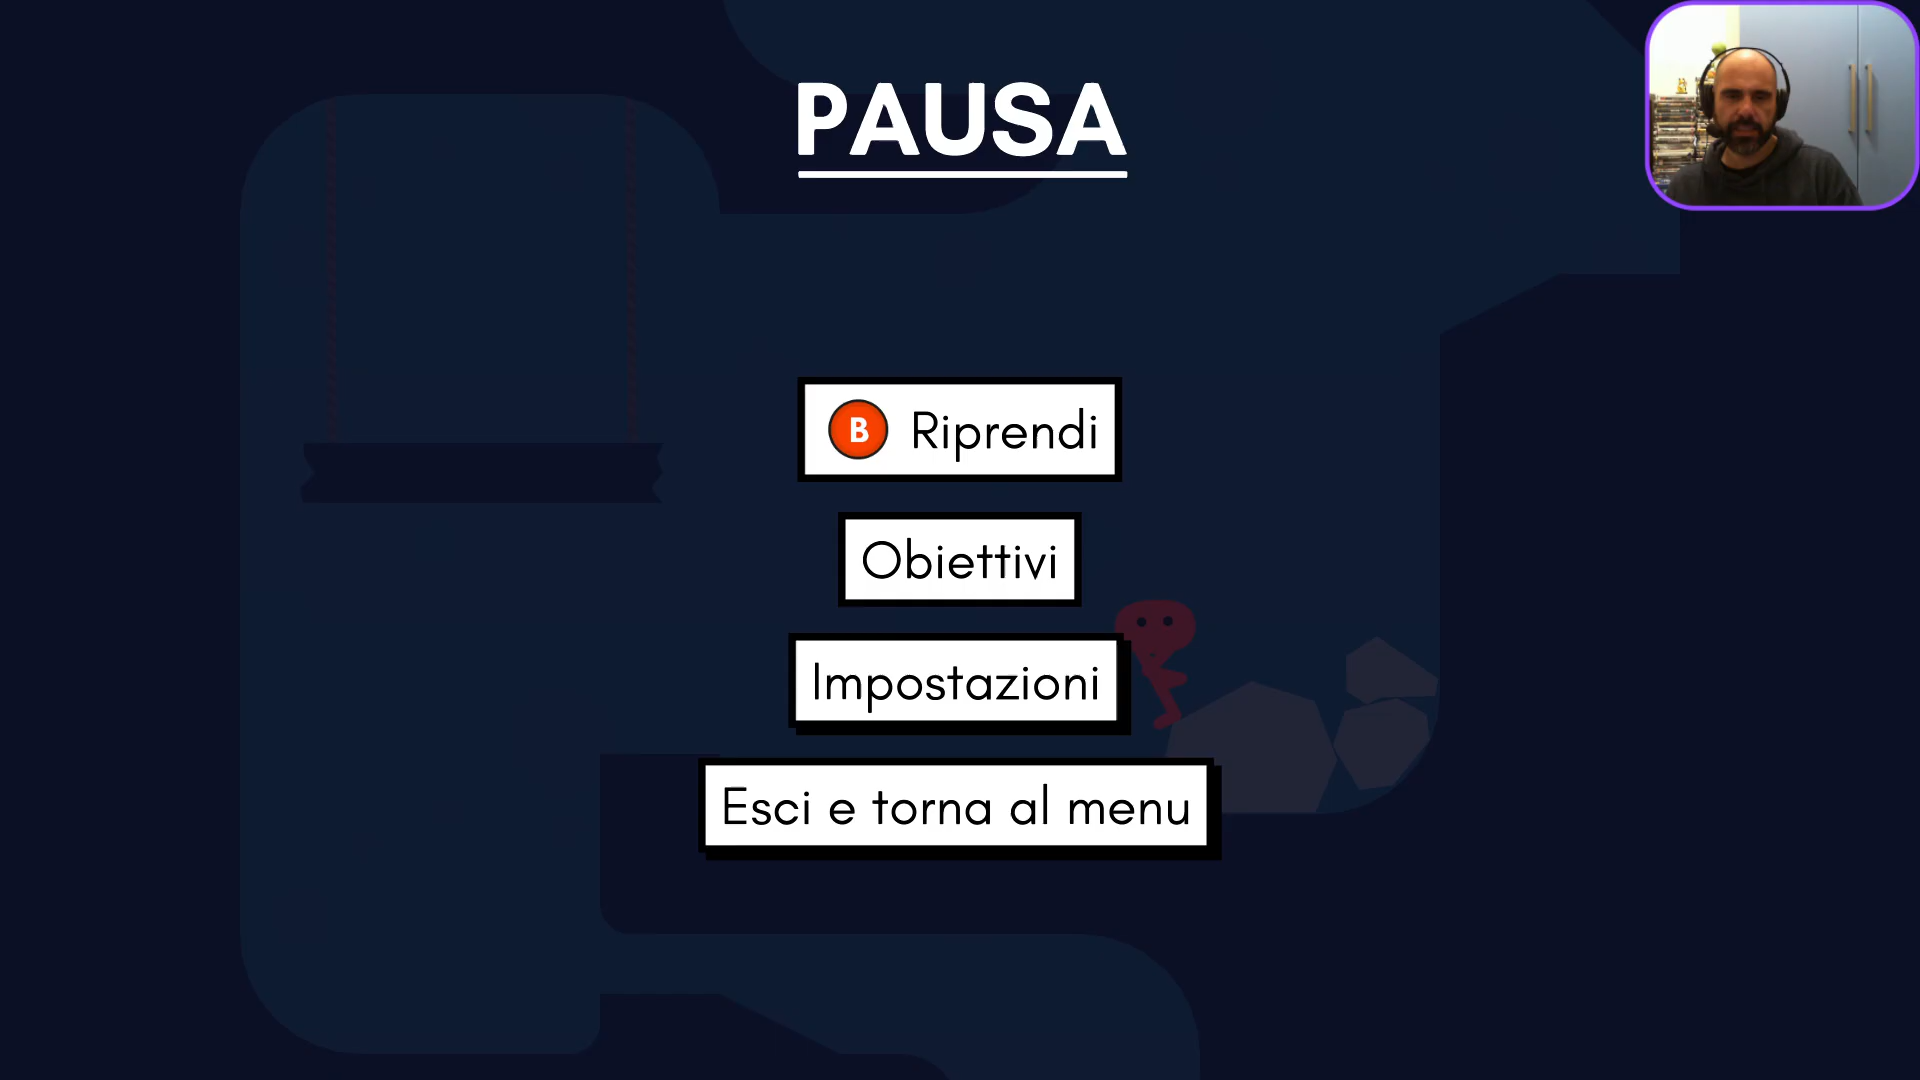 PAUSA
B Riprendi
Obiettivi
Impostazioni
Esci e torna al menu